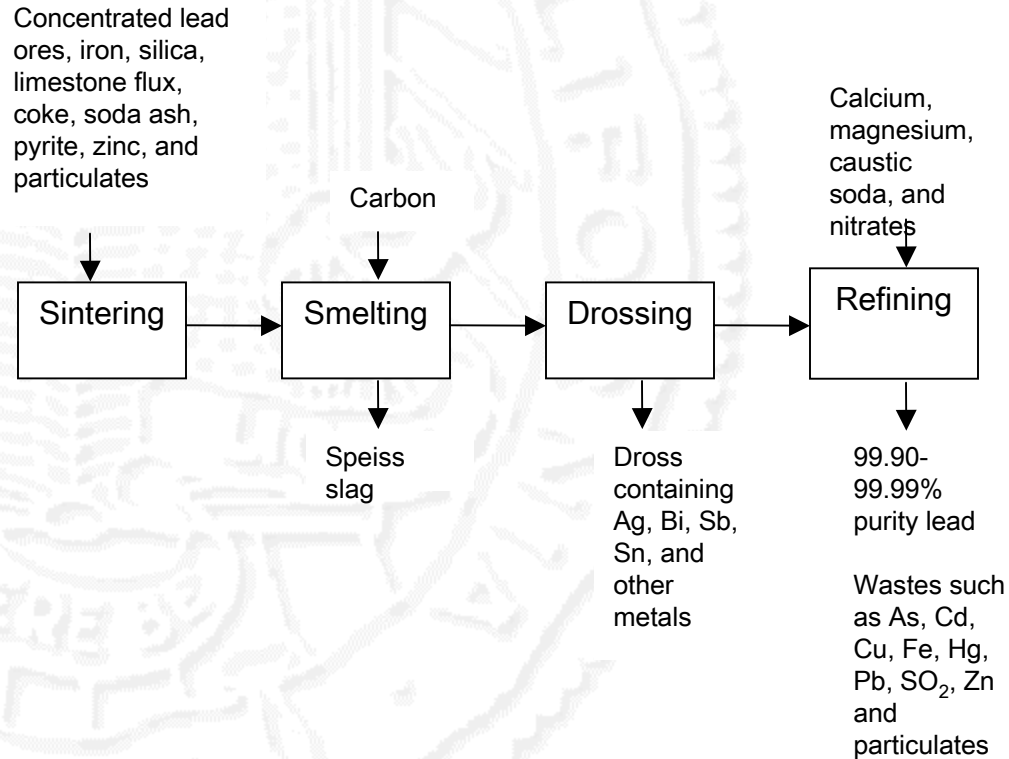 Concentrated lead
ores, iron, silica,
limestone flux,
coke, soda ash,
pyrite, zinc, and
particulates
Carbon
Calcium,
magnesium,
caustic
soda, and
nitrates
Sintering
Smelting
Drossing
Refining
Speiss
slag
Dross
containing
Ag, Bi, Sb,
Sn, and
other
metals
99.90-
99.99%
purity lead
Wastes such
as As, Cd,
Cu, Fe, Hg,
Pb, SO₂, Zn
and
particulates